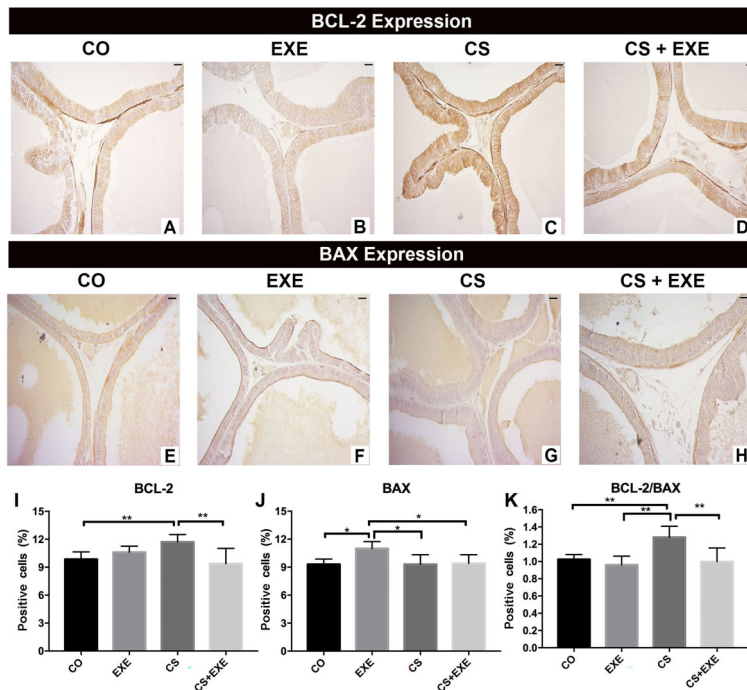 BCL-2 Expression
CO EXE CS CS + EXE
A B C D
BAX Expression
CO EXE CS CS + EXE
E F G H
I BCL-2
**
**
Positive cells (%)
15
12
9
6
3
0
CO EXE CS CS+EXE
J BAX
*
*
*
Positive cells (%)
15
12
9
6
3
0
CO EXE CS CS+EXE
K BCL-2/BAX
**
**
**
Positive cells (%)
1.6
1.4
1.2
1.0
0.8
0.6
0.4
0.2
0.0
CO EXE CS CS+EXE